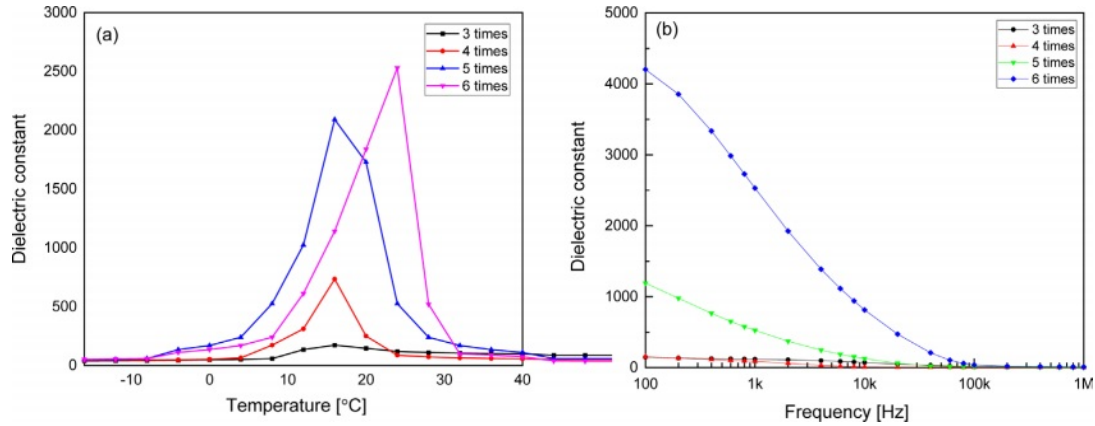 (a)
3 times
4 times
5 times
6 times
3000
2500
2000
1500
1000
500
0
Dielectric constant
-10 0 10 20 30 40
Temperature [°C]
(b)
3 times
4 times
5 times
6 times
5000
4000
3000
2000
1000
0
Dielectric constant
100 1k 10k 100k 1M
Frequency [Hz]